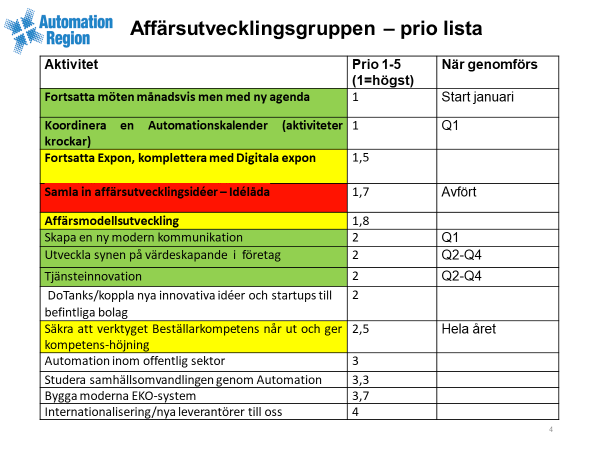 Automation
Region
Affärsutvecklingsgruppen – prio lista
Aktivitet Prio 1-5 När genomförs
(1=högst)
Fortsatta möten månadsvis men med ny agenda 1 Start januari
Koordinera en Automationskalender (aktiviteter 1 Q1
krockar)
Fortsatta Expon, komplettera med Digitala expon 1,5
Samla in affärsutvecklingsidéer – Idélåda 1,7 Avfört
Affärsmodellsutveckling 1,8
Skapa en ny modern kommunikation 2 Q1
Utveckla synen på värdeskapande i företag 2 Q2-Q4
Tjänsteinnovation 2 Q2-Q4
DoTanks/koppla nya innovativa idéer och startups till 2
befintliga bolag
Säkra att verktyget Beställarkompetens når ut och ger 2,5 Hela året
kompetens-höjning
Automation inom offentlig sektor 3
Studera samhällsomvandlingen genom Automation 3,3
Bygga moderna EKO-system 3,7
Internationalisering/nya leverantörer till oss 4
4